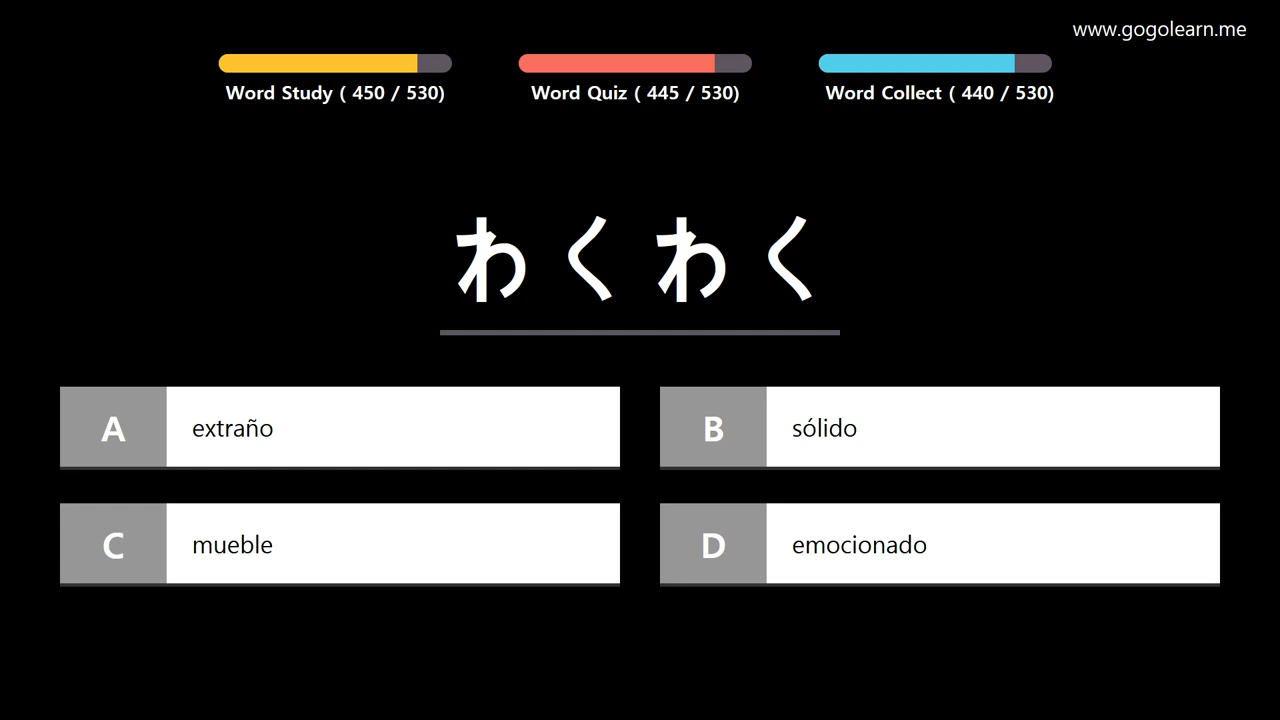 www.gogolearn.me
Word Study ( 450 / 530)
Word Quiz ( 445 / 530)
Word Collect ( 440 / 530)
わくわく
A
extraño
B
sólido
C
mueble
D
emocionado